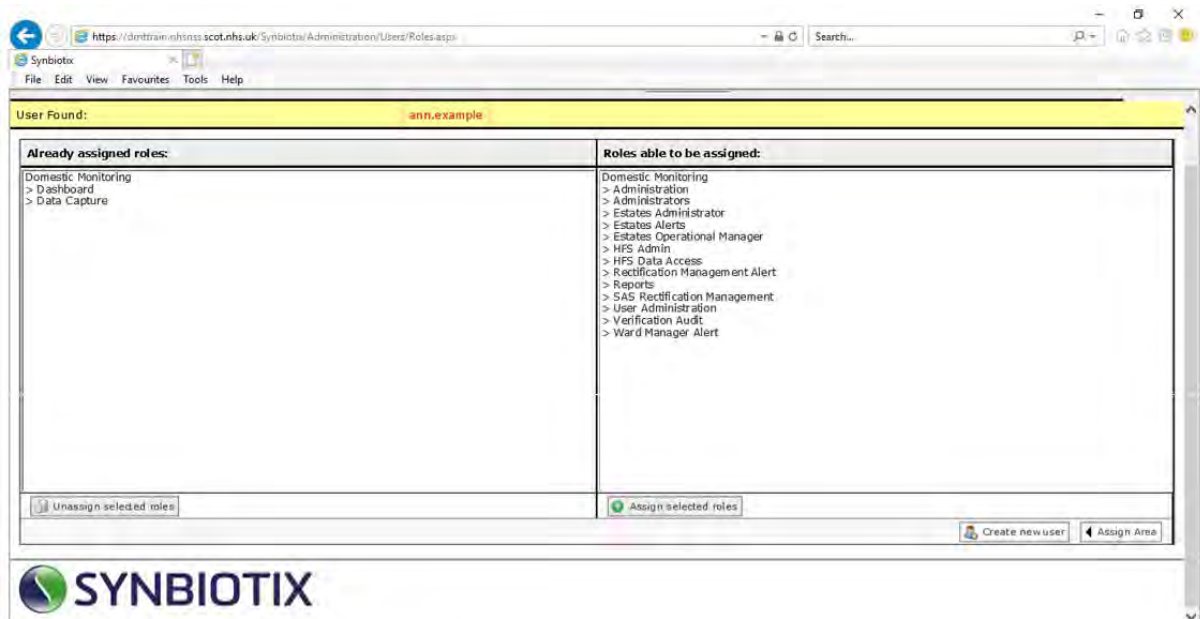 https://dmttrain.nhsnss.scot.nhs.uk/Synbiotix/Administration/Users/Roles.aspx
Search...
Synbiotix
File Edit View Favourites Tools Help
User Found: ann.example
Already assigned roles:
Domestic Monitoring
> Dashboard
> Data Capture
Unassign selected roles
Roles able to be assigned:
Domestic Monitoring
> Administration
> Administrators
> Estates Administrator
> Estates Alerts
> Estates Operational Manager
> HFS Admin
> HFS Data Access
> Rectification Management Alert
> Reports
> SAS Rectification Management
> User Administration
> Verification Audit
> Ward Manager Alert
Assign selected roles
Create new user
Assign Area
SYNBIOTIX